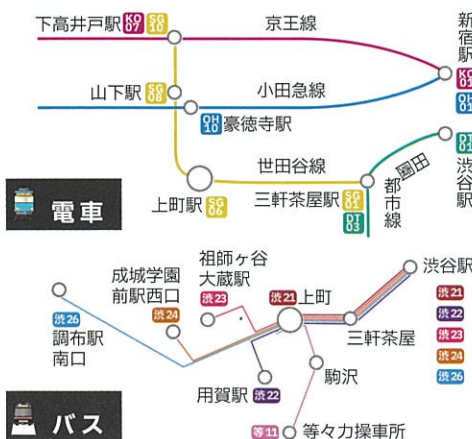 下高井戸駅 KO 07 SG 10
京王線
新宿駅
KO 01
OH 01
山下駅 SG 08
小田急線
OH 10 豪徳寺駅
世田谷線
田園都市線
DT 01
渋谷駅
上町駅 SG 06
三軒茶屋駅 SG 01
DT 03
電車
祖師ヶ谷
大蔵駅
渋23
成城学園
前駅西口
渋24
渋21 上町
渋谷駅
渋21
渋22
渋23
渋24
渋26
渋26
調布駅
南口
三軒茶屋
駒沢
用賀駅 渋22
等11 等々力操車所
バス